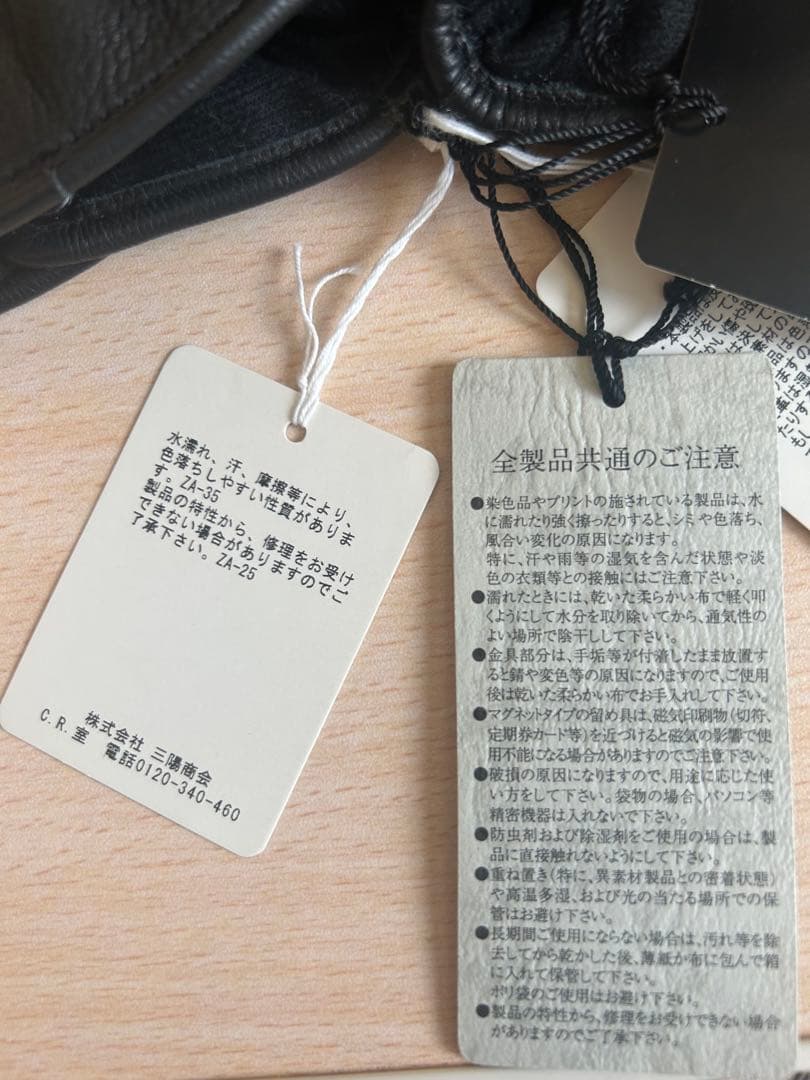 水濡れ、汗、摩擦等により、
色落ちしやすい性質がありま
す。ZA-35
製品の特性から、修理をお受け
できない場合がありますのでご
了承下さい。ZA-25
株式会社 三陽商会
C.R.室 電話0120-340-460
全製品共通のご注意
●染色品やプリントの施されている製品は、水
に濡れたり強く擦ったりすると、シミや色落ち、
風合い変化の原因になります。
特に、汗や雨等の湿気を含んだ状態や淡
色の衣類等との接触にはご注意下さい。
●濡れたときには、乾いた柔らかい布で軽く叩
くようにして水分を取り除いてから、通気性の
よい場所で陰干しして下さい。
●金具部分は、手垢等が付着したまま放置す
ると錆や変色等の原因になりますので、ご使用
後は乾いた柔らかい布でお手入れして下さい。
●マグネットタイプの留め具は、磁気印刷物(切符、
定期券カード等)を近づけると磁気の影響で使
用不能になる場合がありますのでご注意下さい。
●破損の原因になりますので、用途に応じた使
い方をして下さい。袋物の場合、パソコン等
精密機器は入れないで下さい。
●防虫剤および除湿剤をご使用の場合は、製
品に直接触れないようにして下さい。
●重ね置き(特に、異素材製品との密着状態)
や高温多湿、および光の当たる場所での保
管はお避け下さい。
●長期間ご使用にならない場合は、汚れ等を除
去してから乾かした後、薄紙か布に包んで箱
に入れて保管して下さい。
ポリ袋のご使用はお避け下さい。
●製品の特性から、修理をお受けできない場合
がありますのでご了承下さい。